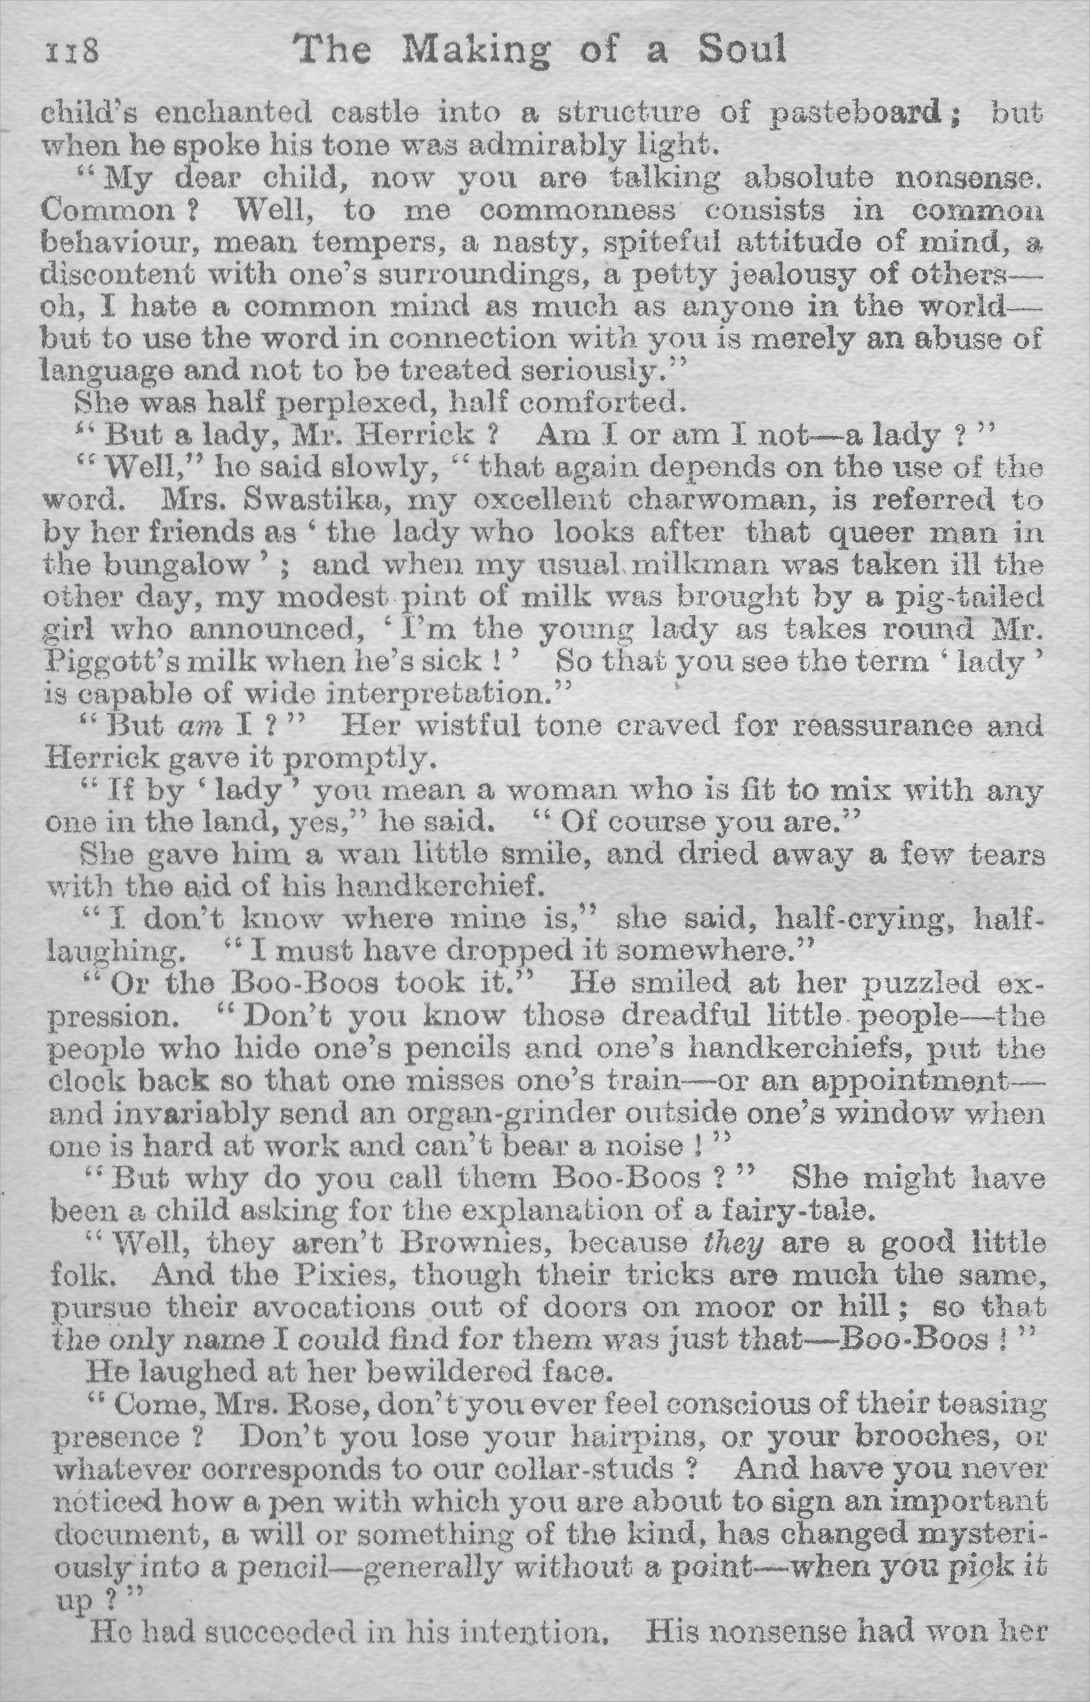 118 The Making of a Soul
child's enchanted castle into a structure of pasteboard; but
when he spoke his tone was admirably light.
"My dear child, now you are talking absolute nonsense.
Common? Well, to me commonness consists in common
behaviour, mean tempers, a nasty, spiteful attitude of mind, a
discontent with one's surroundings, a petty jealousy of others—
oh, I hate a common mind as much as anyone in the world—
but to use the word in connection with you is merely an abuse of
language and not to be treated seriously."
She was half perplexed, half comforted.
"But a lady, Mr. Herrick? Am I or am I not—a lady?"
"Well," he said slowly, "that again depends on the use of the
word. Mrs. Swastika, my excellent charwoman, is referred to
by her friends as 'the lady who looks after that queer man in
the bungalow'; and when my usual milkman was taken ill the
other day, my modest pint of milk was brought by a pig-tailed
girl who announced, 'I'm the young lady as takes round Mr.
Piggott's milk when he's sick!' So that you see the term 'lady'
is capable of wide interpretation."
"But am I?" Her wistful tone craved for reassurance and
Herrick gave it promptly.
"If by 'lady' you mean a woman who is fit to mix with any
one in the land, yes," he said. "Of course you are."
She gave him a wan little smile, and dried away a few tears
with the aid of his handkerchief.
"I don't know where mine is," she said, half-crying, half-
laughing. "I must have dropped it somewhere."
"Or the Boo-Boos took it." He smiled at her puzzled ex-
pression. "Don't you know those dreadful little people—the
people who hide one's pencils and one's handkerchiefs, put the
clock back so that one misses one's train—or an appointment—
and invariably send an organ-grinder outside one's window when
one is hard at work and can't bear a noise!"
"But why do you call them Boo-Boos?" She might have
been a child asking for the explanation of a fairy-tale.
"Well, they aren't Brownies, because they are a good little
folk. And the Pixies, though their tricks are much the same,
pursue their avocations out of doors on moor or hill; so that
the only name I could find for them was just that—Boo-Boos!"
He laughed at her bewildered face.
"Come, Mrs. Rose, don't you ever feel conscious of their teasing
presence? Don't you lose your hairpins, or your brooches, or
whatever corresponds to our collar-studs? And have you never
noticed how a pen with which you are about to sign an important
document, a will or something of the kind, has changed mysteri-
ously into a pencil—generally without a point—when you pick it
up?"
He had succeeded in his intention. His nonsense had won her